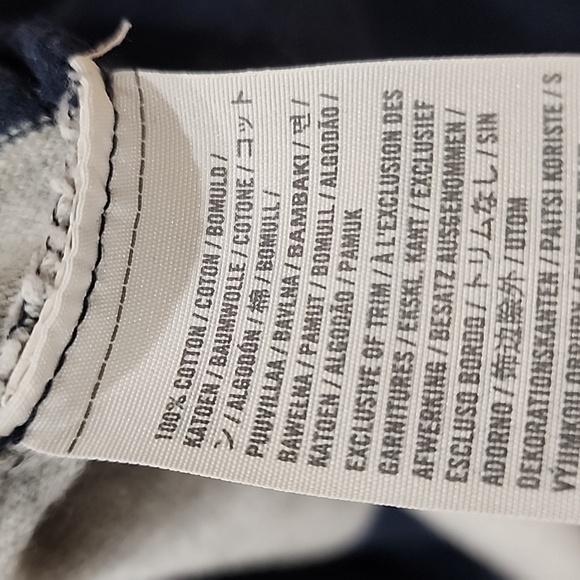 100% COTTON / COTON / BOMULD /
KATOEN / BAUMWOLLE / COTONE / コット
ン / ALGODÓN / 棉 / BOMULL /
PUUVILLAA / BAVLNA / ΒΑΜΒΑΚΙ / 면 /
BAWEŁNA / PAMUT / BOMULL / ALGODÃO /
KATOEN / ALGODÃO / PAMUK
EXCLUSIVE OF TRIM / À L'EXCLUSION DES
GARNITURES / EKSKL. KANT / EXCLUSIEF
AFWERKING / BESATZ AUSGENOMMEN /
ESCLUSO BORDO / トリムなし / SIN
ADORNO / 饰边除外 / UTOM
DEKORATIONSKANTEN / PAITSI KORISTE / S